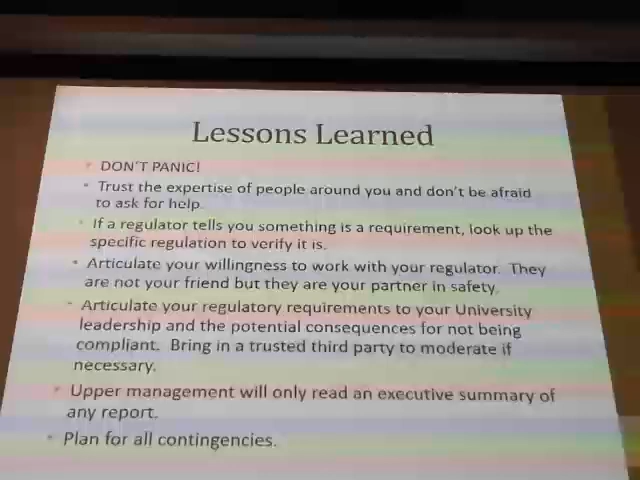 Lessons Learned
• DON'T PANIC!
• Trust the expertise of people around you and don't be afraid
to ask for help.
• If a regulator tells you something is a requirement, look up the
specific regulation to verify it is.
• Articulate your willingness to work with your regulator. They
are not your friend but they are your partner in safety.
• Articulate your regulatory requirements to your University
leadership and the potential consequences for not being
compliant. Bring in a trusted third party to moderate if
necessary.
• Upper management will only read an executive summary of
any report.
• Plan for all contingencies.